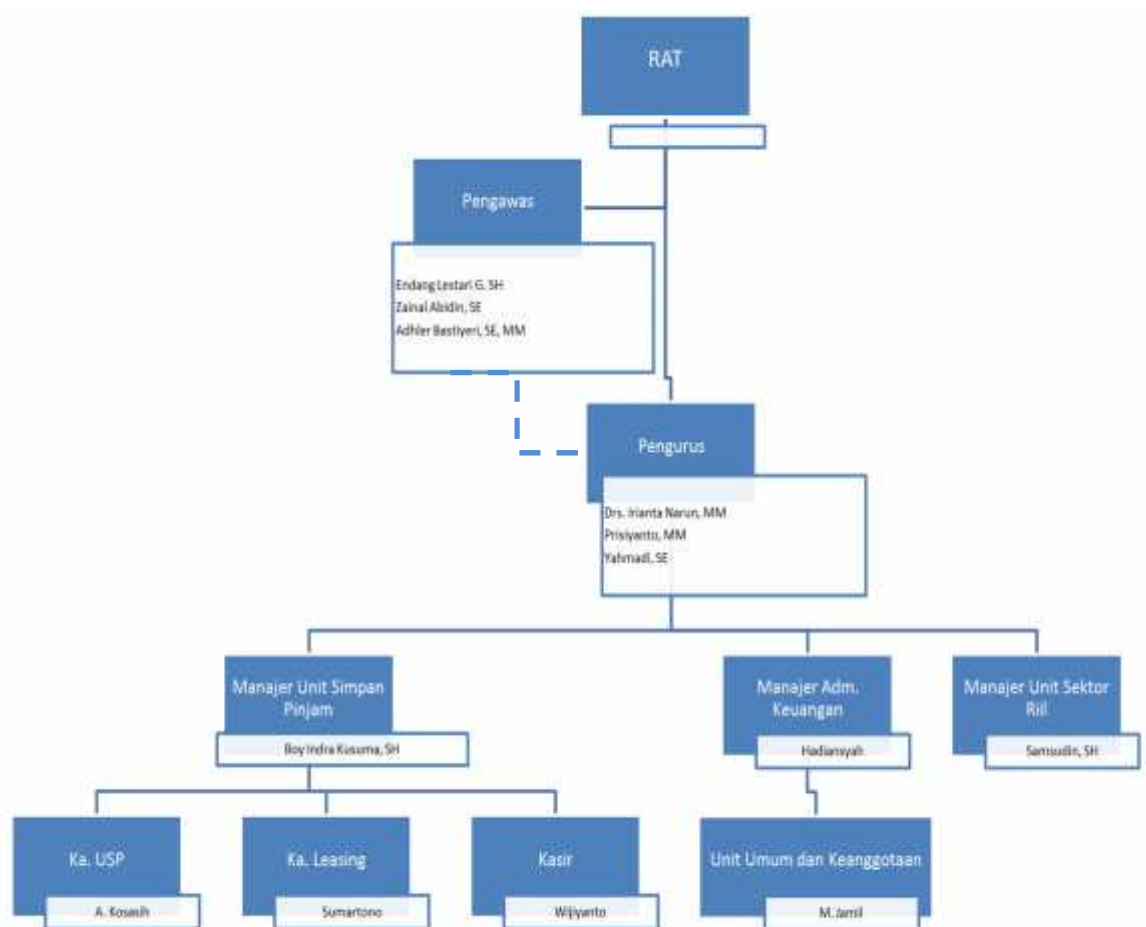 RAT
Pengawas
Endang Lestari G. SH
Zainal Abidin, SE
Adhler Bastiyeri, SE, MM
Pengurus
Drs. Irianta Narun, MM
Prisiyanto, MM
Yahmadi, SE
Manajer Unit Simpan
Pinjam
Boy Indra Kusuma, SH
Manajer Adm.
Keuangan
Hadiansyah
Manajer Unit Sektor
Riil
Samsudin, SH
Ka. USP
A. Kosasih
Ka. Leasing
Sumartono
Kasir
Wijiyanto
Unit Umum dan Keanggotaan
M. Jamil